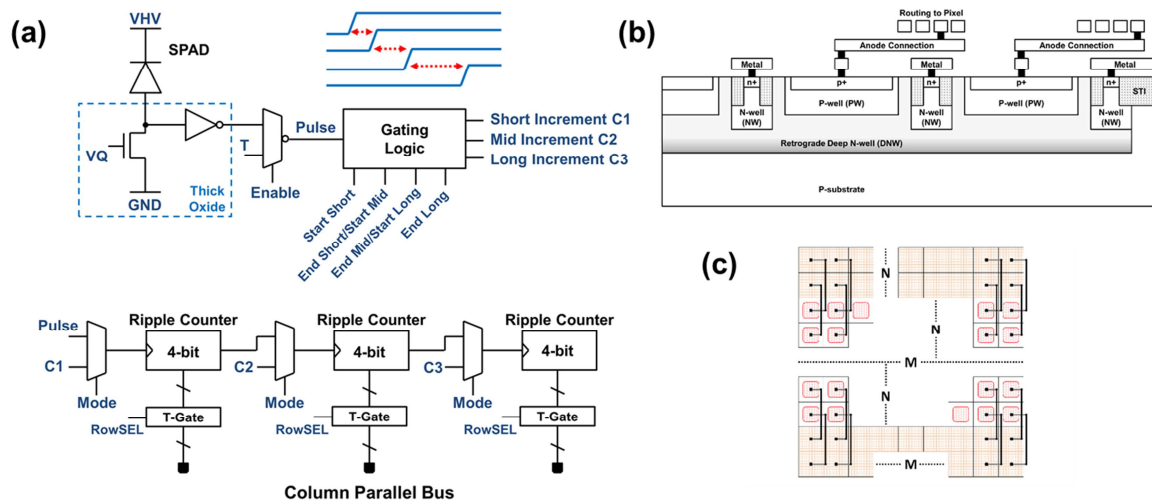 (a)
VHV
SPAD
VQ
GND
Thick
Oxide
T
Enable
Pulse
Gating
Logic
Short Increment C1
Mid Increment C2
Long Increment C3
Start Short
End Short/Start Mid
End Mid/Start Long
End Long
Pulse
C1
Mode
Ripple Counter
4-bit
T-Gate
RowSEL
C2
Mode
Ripple Counter
4-bit
T-Gate
RowSEL
C3
Mode
Ripple Counter
4-bit
T-Gate
RowSEL
Column Parallel Bus
(b)
Routing to Pixel
Anode Connection
Anode Connection
Metal
Metal
Metal
n+
p+
n+
p+
n+
STI
P-well (PW)
P-well (PW)
N-well
(NW)
N-well
(NW)
N-well
(NW)
Retrograde Deep N-well (DNW)
P-substrate
(c)
N
N
M
N
M